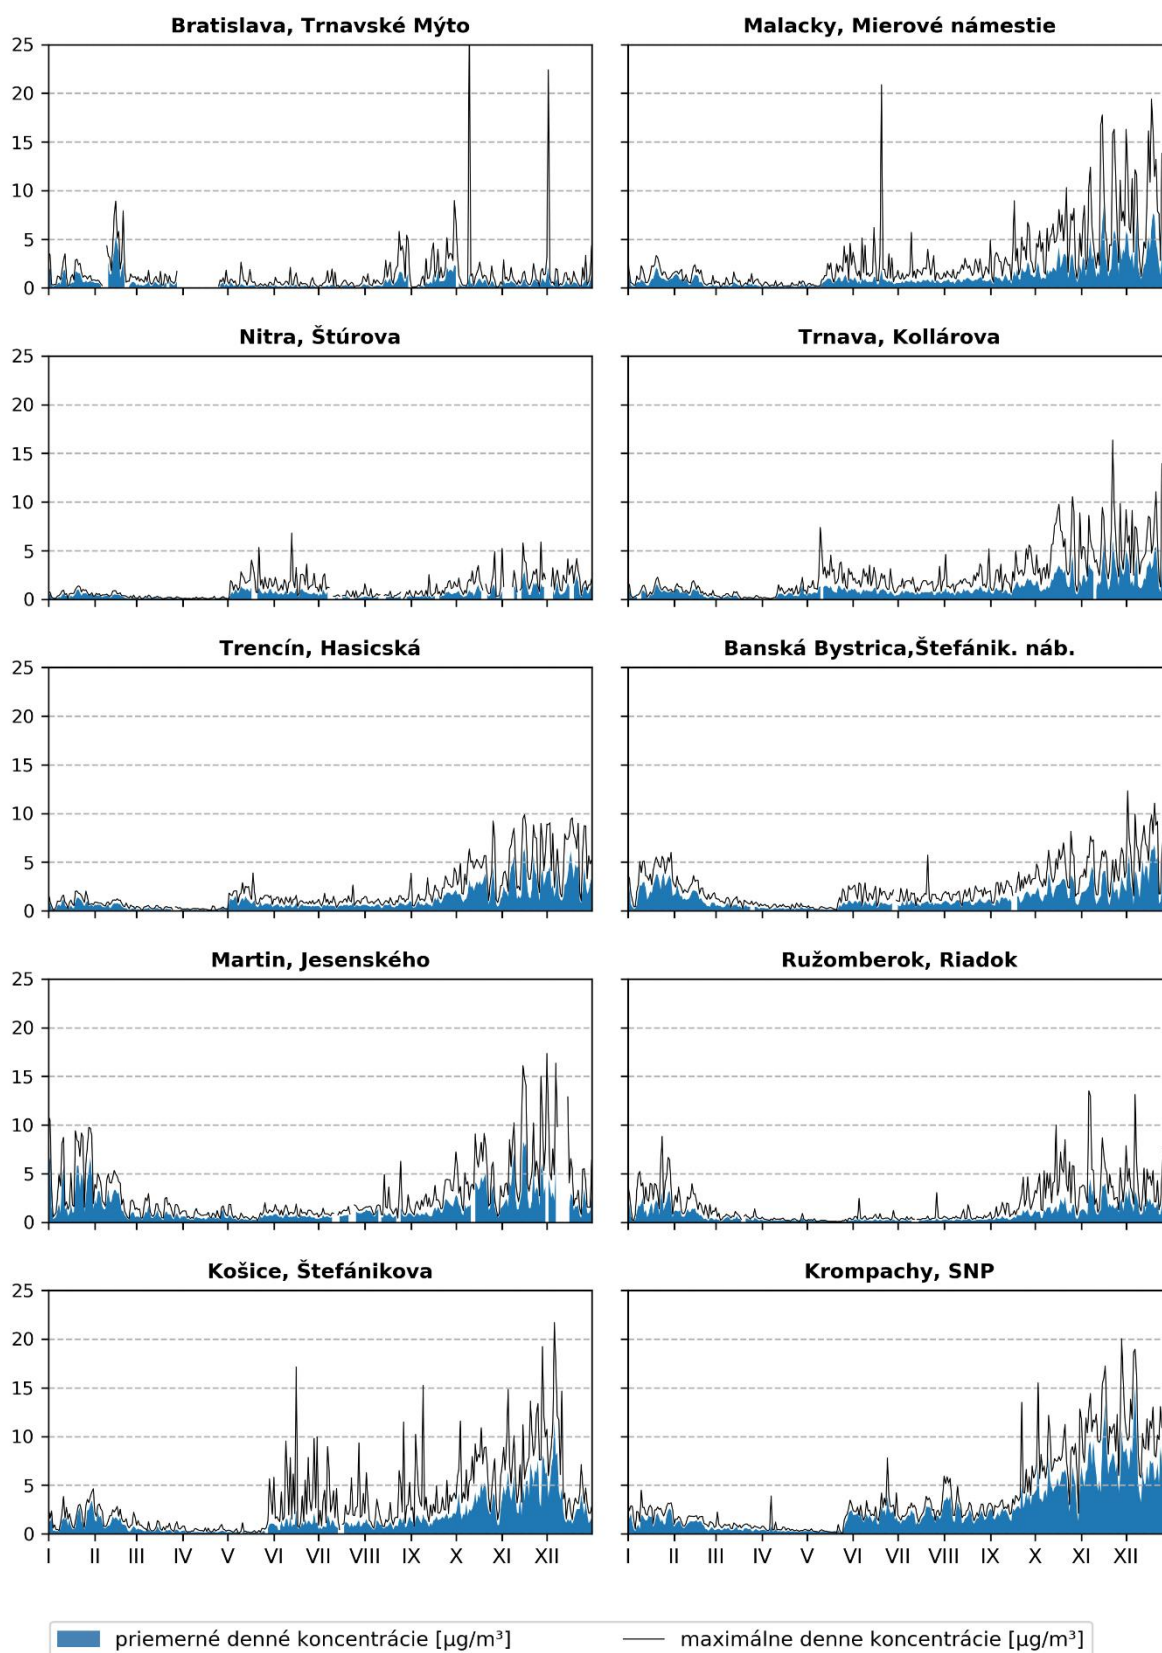 Bratislava, Trnavské Mýto
Malacky, Mierové námestie
25
20
15
10
5
0
Nitra, Štúrova
Trnava, Kollárova
25
20
15
10
5
0
Trencín, Hasicská
Banská Bystrica,Štefánik. náb.
25
20
15
10
5
0
Martin, Jesenského
Ružomberok, Riadok
25
20
15
10
5
0
Košice, Štefánikova
Krompachy, SNP
25
20
15
10
5
0
I II III IV V VI VII VIII IX X XI XII
I II III IV V VI VII VIII IX X XI XII
priemerné denné koncentrácie [µg/m³]
maximálne denne koncentrácie [µg/m³]